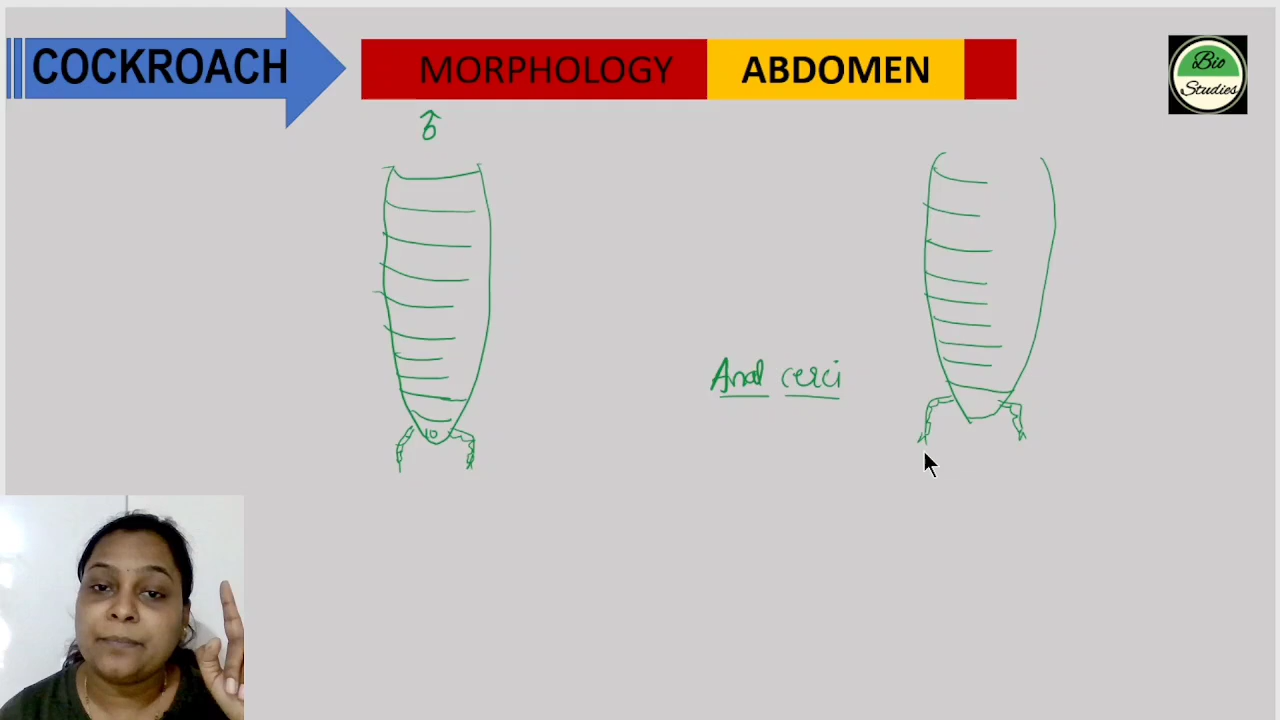 COCKROACH
MORPHOLOGY
ABDOMEN
Bio
Studies
♂
Anal cerci
10